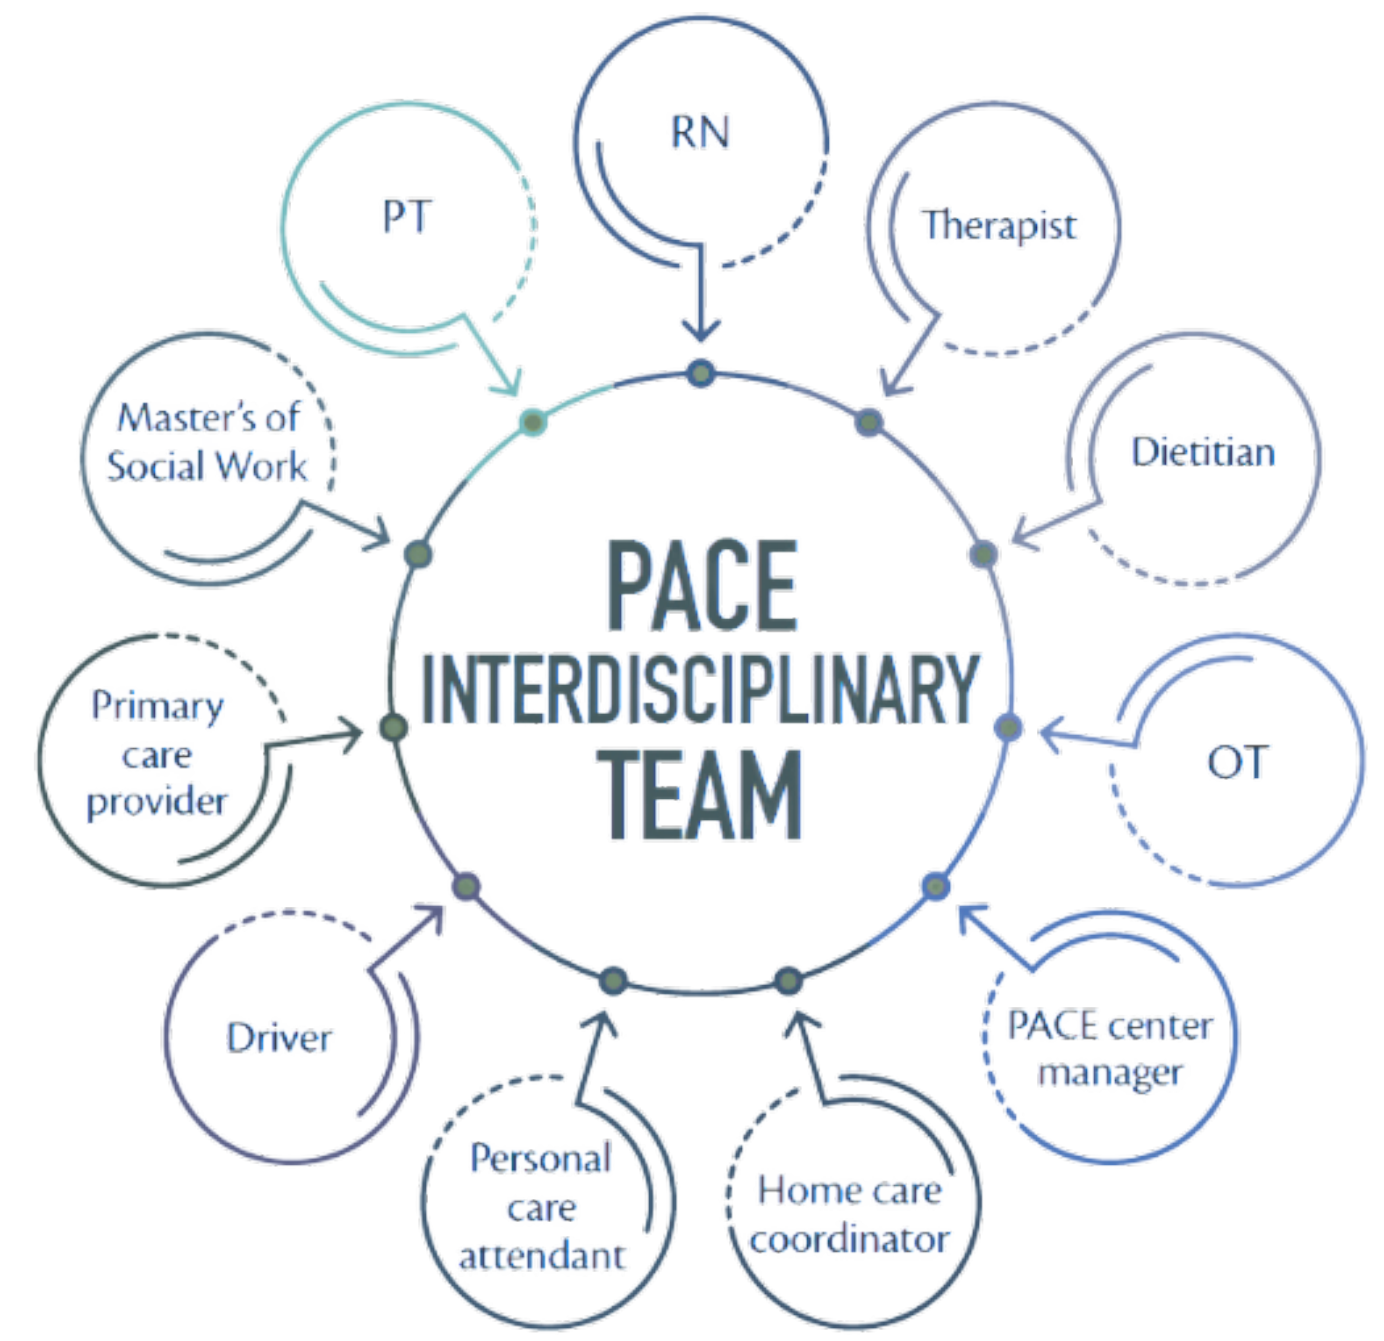 RN
Therapist
Dietitian
OT
PACE center
manager
Home care
coordinator
Personal
care
attendant
Driver
Primary
care
provider
Master's of
Social Work
PT
PACE
INTERDISCIPLINARY
TEAM